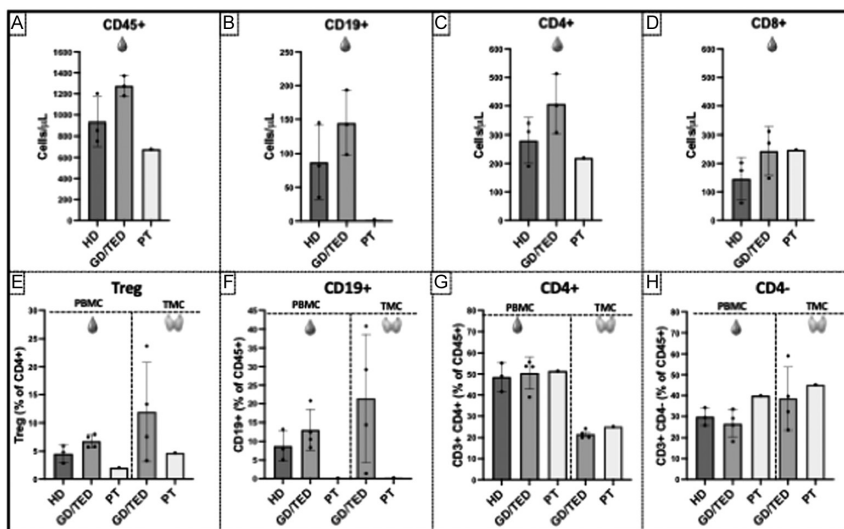 A
CD45+
Cells/μL
1600
1400
1200
1000
800
600
400
200
0
HD
GD/TED
PT
B
CD19+
Cells/μL
250
200
150
100
50
0
HD
GD/TED
PT
C
CD4+
Cells/μL
600
500
400
300
200
100
0
HD
GD/TED
PT
D
CD8+
Cells/μL
600
500
400
300
200
100
0
HD
GD/TED
PT
E
Treg
PBMC
TMC
Treg (% of CD4+)
30
25
20
15
10
5
0
HD
GD/TED
PT
GD/TED
PT
F
CD19+
PBMC
TMC
CD19+ (% of CD45+)
45
40
35
30
25
20
15
10
5
0
HD
GD/TED
PT
GD/TED
PT
G
CD4+
PBMC
TMC
CD3+ CD4+ (% of CD45+)
80
70
60
50
40
30
20
10
0
HD
GD/TED
PT
GD/TED
PT
H
CD4-
PBMC
TMC
CD3+ CD4- (% of CD45+)
80
70
60
50
40
30
20
10
0
HD
GD/TED
PT
GD/TED
PT